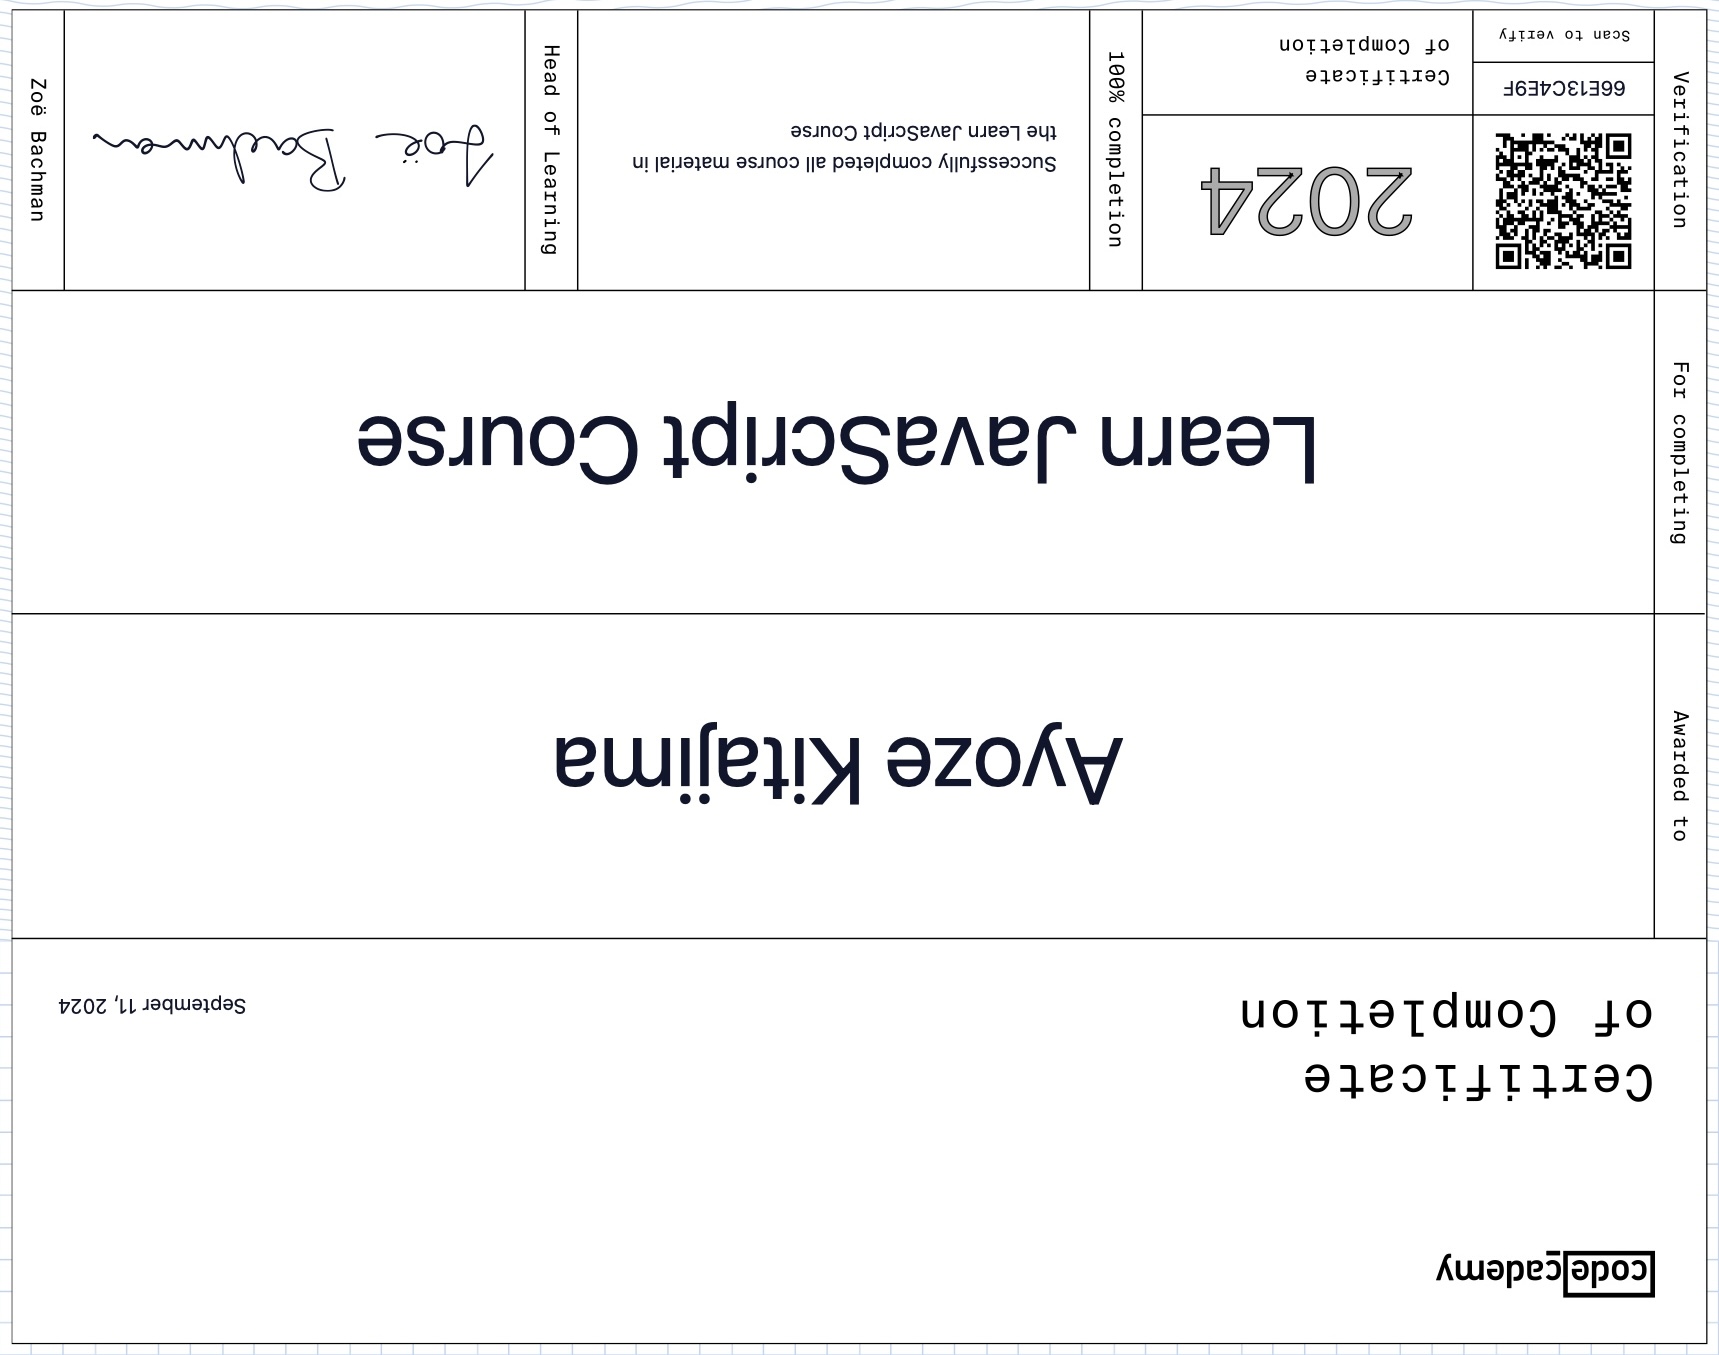 codecademy
Certificate
of Completion
September 11, 2024
Awarded to
Ayoze Kitajima
For completing
Learn JavaScript Course
Verification
66E13C4E9F
Scan to verify
2024
Certificate
of Completion
100% completion
Successfully completed all course material in
the Learn JavaScript Course
Head of Learning
Zoë Bachman
Zoë Bachman